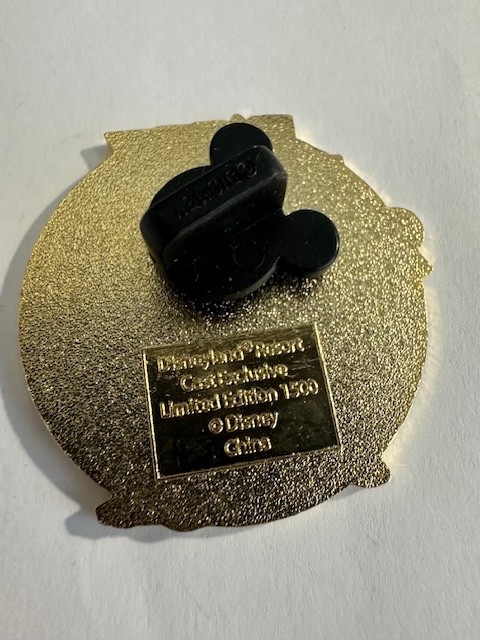 Disneyland® Resort
Cast Exclusive
Limited Edition 1500
© Disney
China